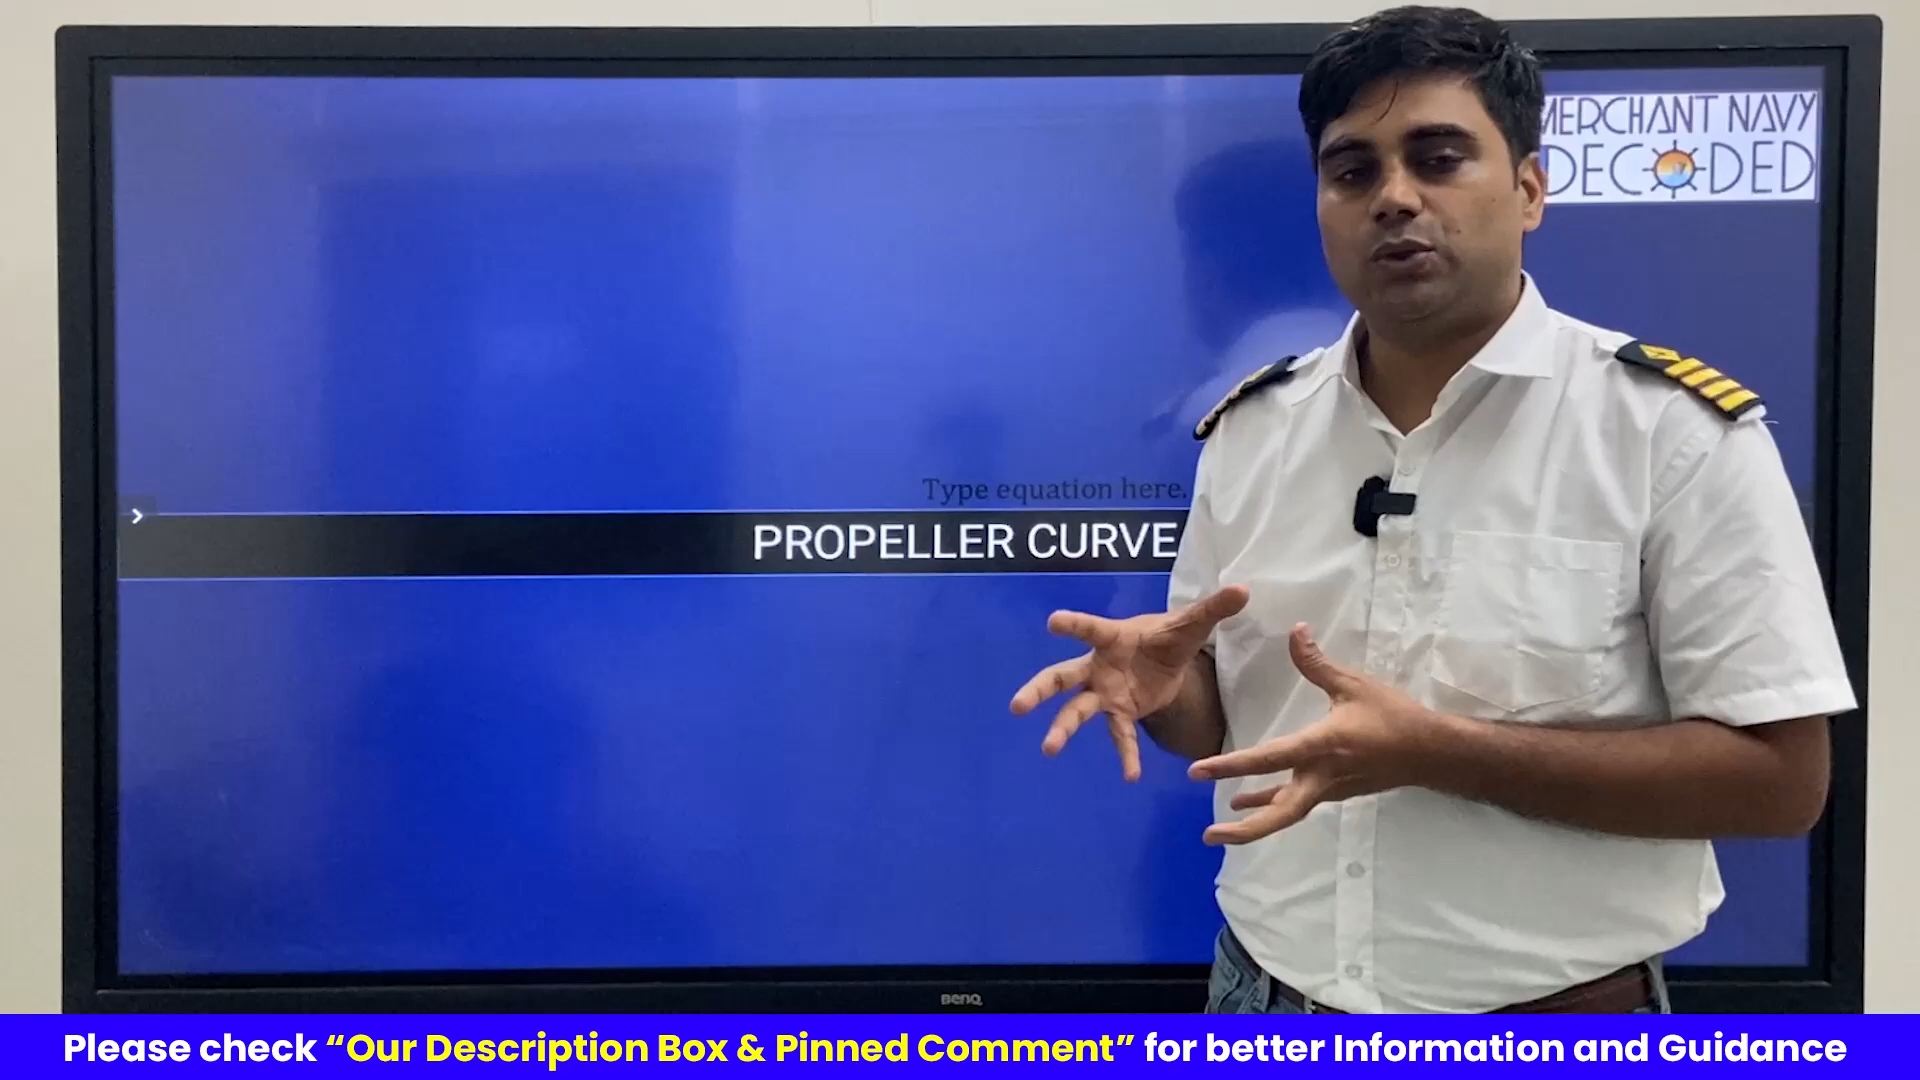 MERCHANT NAVY
DECODED
Type equation here.
PROPELLER CURVE
BenQ
Please check “Our Description Box & Pinned Comment” for better Information and Guidance